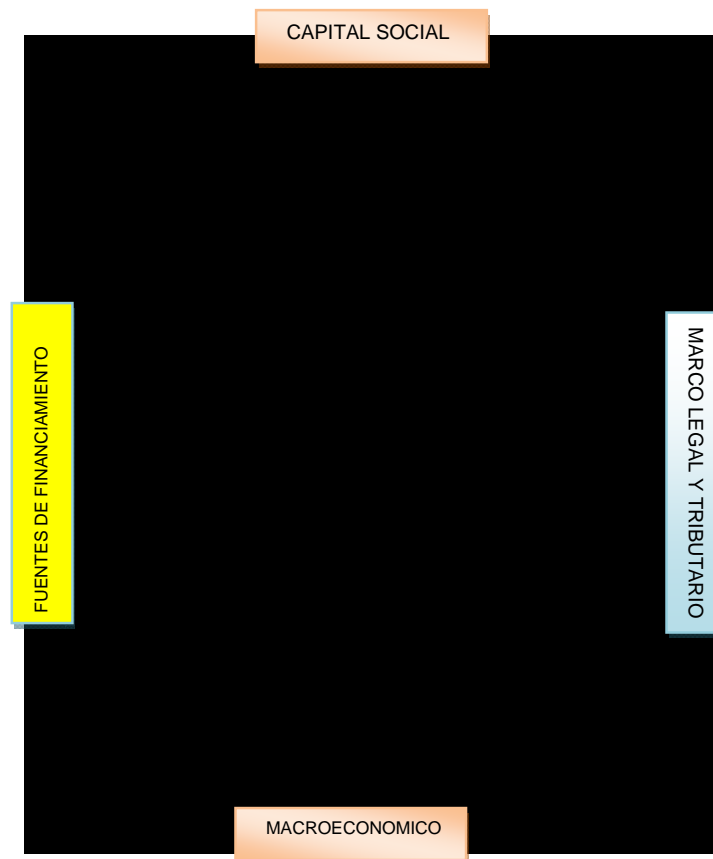 CAPITAL SOCIAL
FUENTES DE FINANCIAMIENTO
MARCO LEGAL Y TRIBUTARIO
MACROECONOMICO